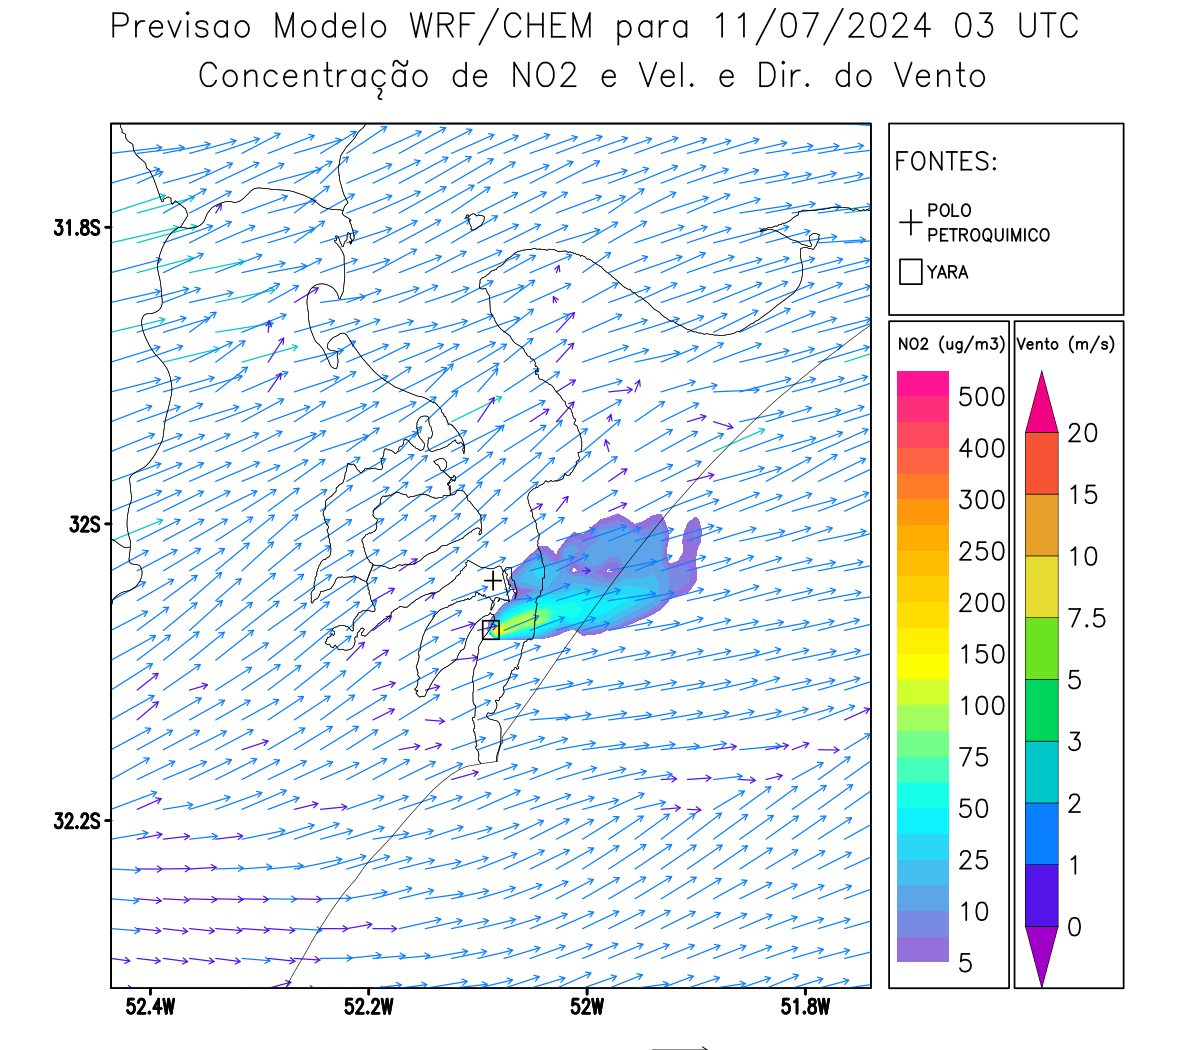 Previsao Modelo WRF/CHEM para 11/07/2024 03 UTC
Concentração de NO2 e Vel. e Dir. do Vento
FONTES:
POLO
PETROQUIMICO
YARA
NO2 (ug/m3)
500
400
300
250
200
150
100
75
50
25
10
5
Vento (m/s)
20
15
10
7.5
5
3
2
1
0
31.8S
32S
32.2S
52.4W 52.2W 52W 51.8W